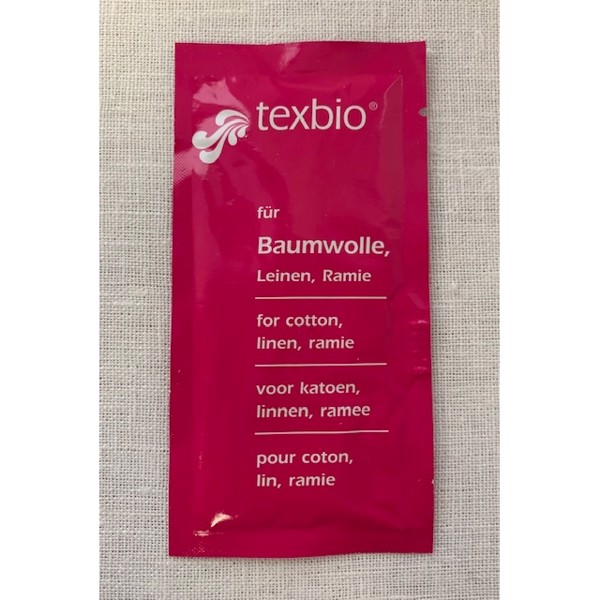 texbio®
für
Baumwolle,
Leinen, Ramie
for cotton,
linen, ramie
voor katoen,
linnen, ramee
pour coton,
lin, ramie